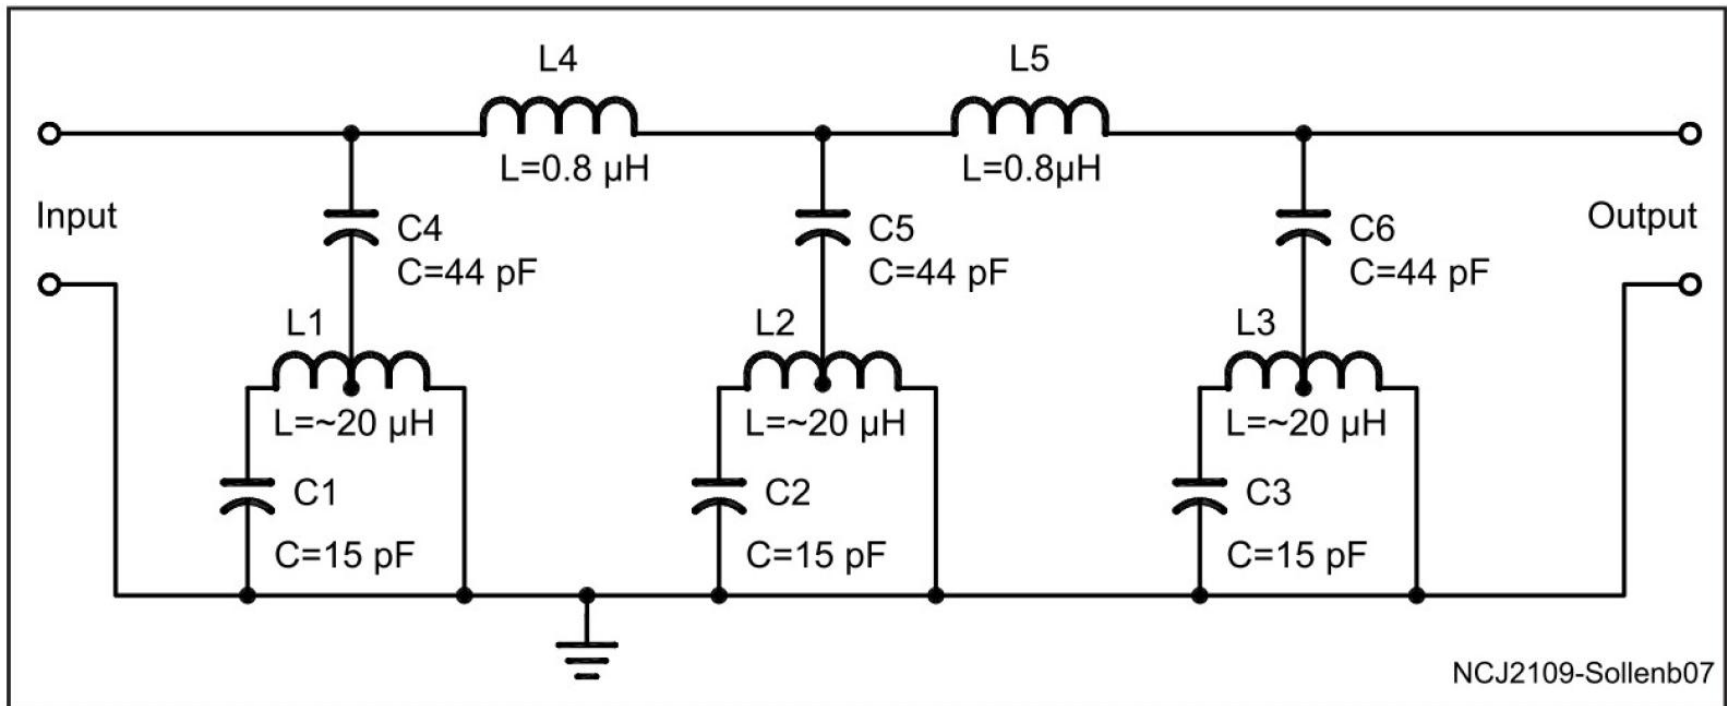 L4
L5
L=0.8 µH
L=0.8µH
Input
Output
C4
C=44 pF
C5
C=44 pF
C6
C=44 pF
L1
L2
L3
L=~20 µH
L=~20 µH
L=~20 µH
C1
C2
C3
C=15 pF
C=15 pF
C=15 pF
NCJ2109-Sollenb07